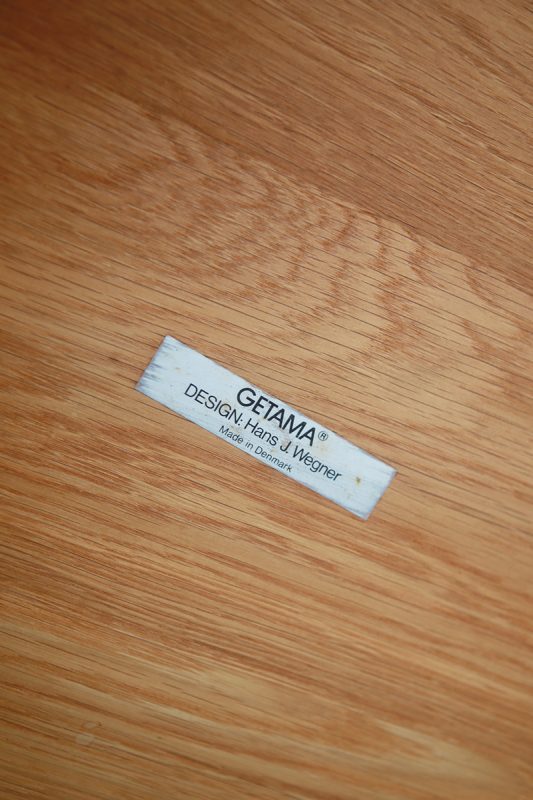 GETAMA®
DESIGN: Hans J. Wegner
Made in Denmark